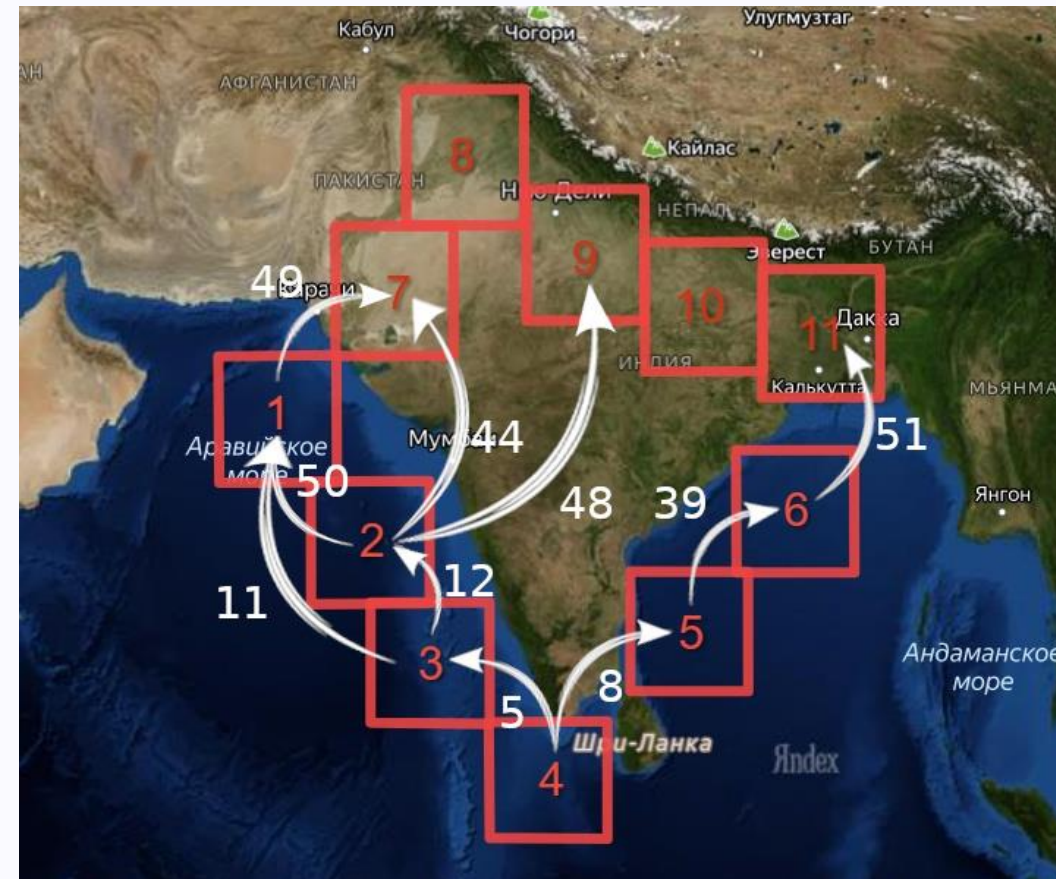 Улугмузтаг
Кабул
Чогори
АН
АФГАНИСТАН
Кайлас
8
ПАКИСТАН
Нью-Дели
НЕПАЛ
Эверест
БУТАН
9
49
Карачи
7
10
11
Дакка
ИНДИЯ
Калькутта
МЬЯНМА
1
Аравийское
море
Мумбаи
44
51
50
48
39
6
Янгон
2
12
11
5
3
Андаманское
море
8
5
Шри-Ланка
4
Яndex